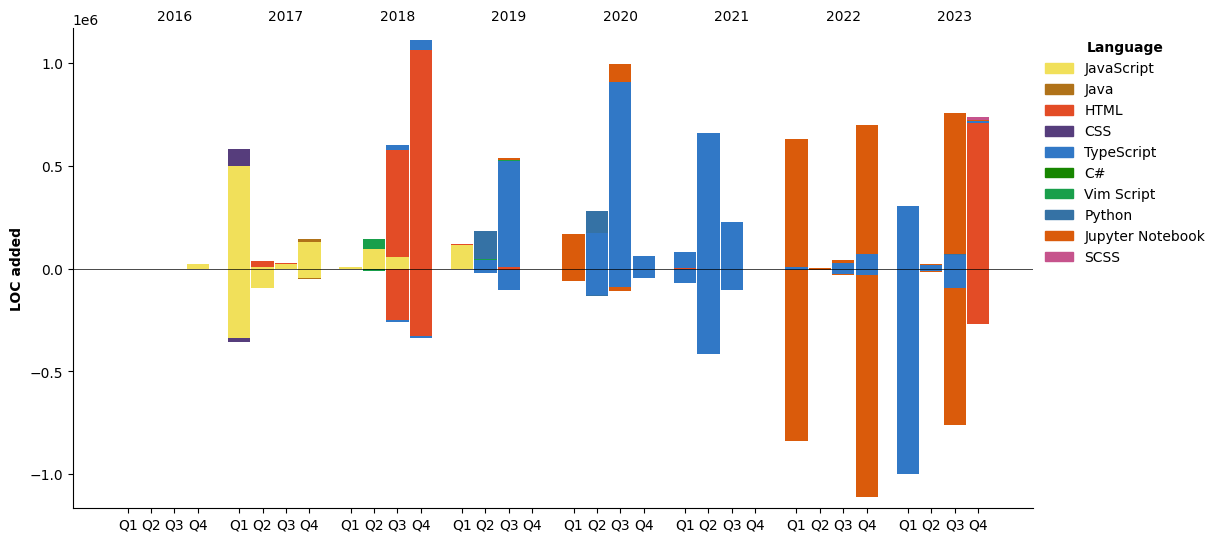 1e6
2016 2017 2018 2019 2020 2021 2022 2023
LOC added
1.0
0.5
0.0
−0.5
−1.0
Q1 Q2 Q3 Q4 Q1 Q2 Q3 Q4 Q1 Q2 Q3 Q4 Q1 Q2 Q3 Q4 Q1 Q2 Q3 Q4 Q1 Q2 Q3 Q4 Q1 Q2 Q3 Q4 Q1 Q2 Q3 Q4
Language
JavaScript
Java
HTML
CSS
TypeScript
C#
Vim Script
Python
Jupyter Notebook
SCSS